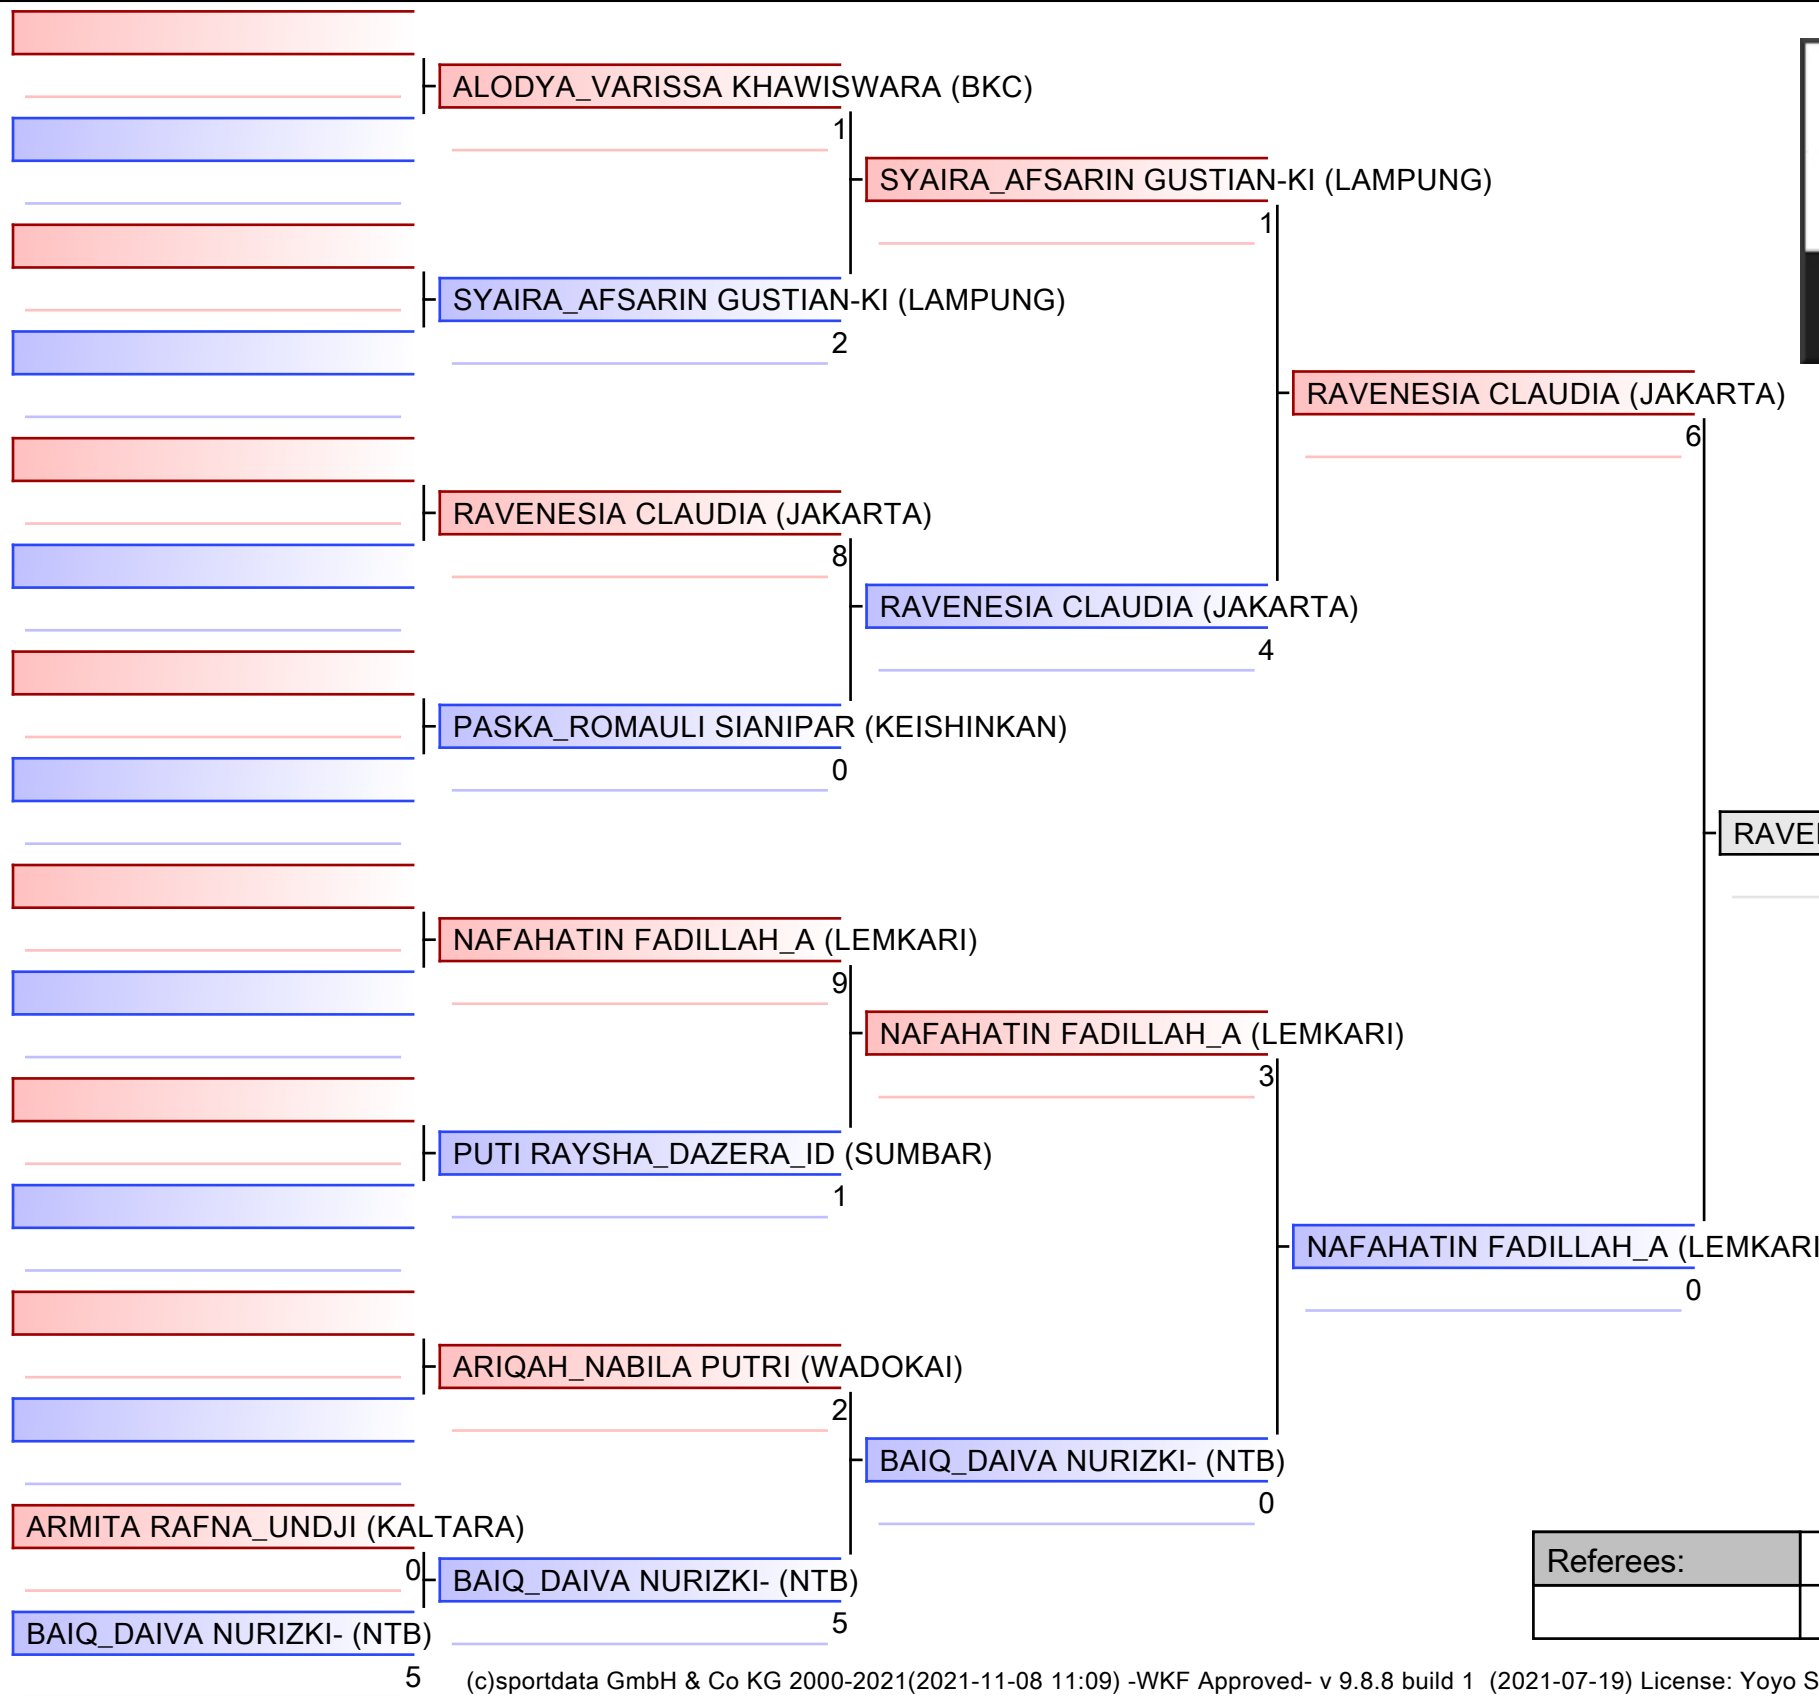 ALODYA_VARISSA KHAWISWARA (BKC)
1
SYAIRA_AFSARIN GUSTIAN-KI (LAMPUNG)
1
SYAIRA_AFSARIN GUSTIAN-KI (LAMPUNG)
2
RAVENESIA CLAUDIA (JAKARTA)
6
RAVENESIA CLAUDIA (JAKARTA)
8
RAVENESIA CLAUDIA (JAKARTA)
4
PASKA_ROMAULI SIANIPAR (KEISHINKAN)
0
RAVE
NAFAHATIN FADILLAH_A (LEMKARI)
9
NAFAHATIN FADILLAH_A (LEMKARI)
3
PUTI RAYSHA_DAZERA_ID (SUMBAR)
1
NAFAHATIN FADILLAH_A (LEMKARI
0
ARIQAH_NABILA PUTRI (WADOKAI)
2
BAIQ_DAIVA NURIZKI- (NTB)
0
ARMITA RAFNA_UNDJI (KALTARA)
0
BAIQ_DAIVA NURIZKI- (NTB)
5
Referees:
BAIQ_DAIVA NURIZKI- (NTB)
5
(c)sportdata GmbH & Co KG 2000-2021(2021-11-08 11:09) -WKF Approved- v 9.8.8 build 1 (2021-07-19) License: Yoyo S